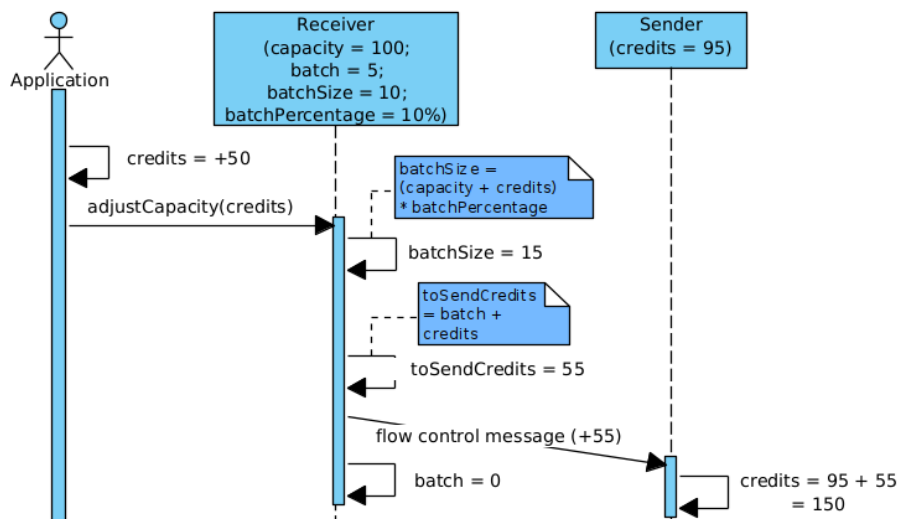 Application
Receiver
(capacity = 100;
batch = 5;
batchSize = 10;
batchPercentage = 10%)
Sender
(credits = 95)
credits = +50
batchSize =
(capacity + credits)
* batchPercentage
adjustCapacity(credits)
batchSize = 15
toSendCredits
= batch +
credits
toSendCredits = 55
flow control message (+55)
batch = 0
credits = 95 + 55
= 150